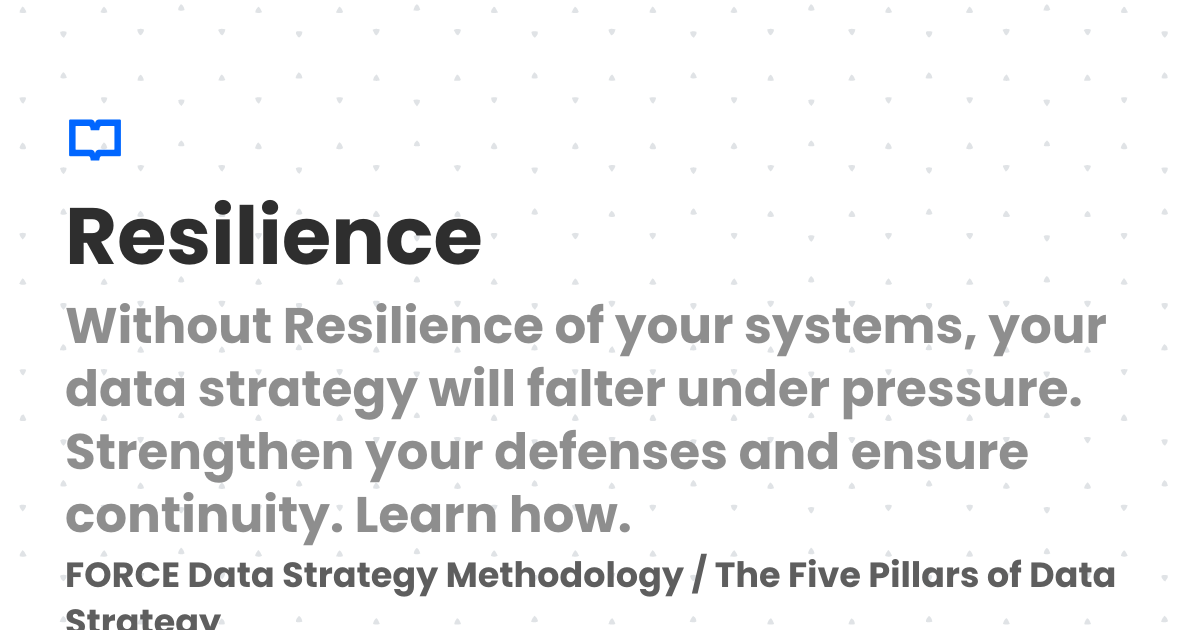 Resilience
Without Resilience of your systems, your
data strategy will falter under pressure.
Strengthen your defenses and ensure
continuity. Learn how.
FORCE Data Strategy Methodology / The Five Pillars of Data
Strategy